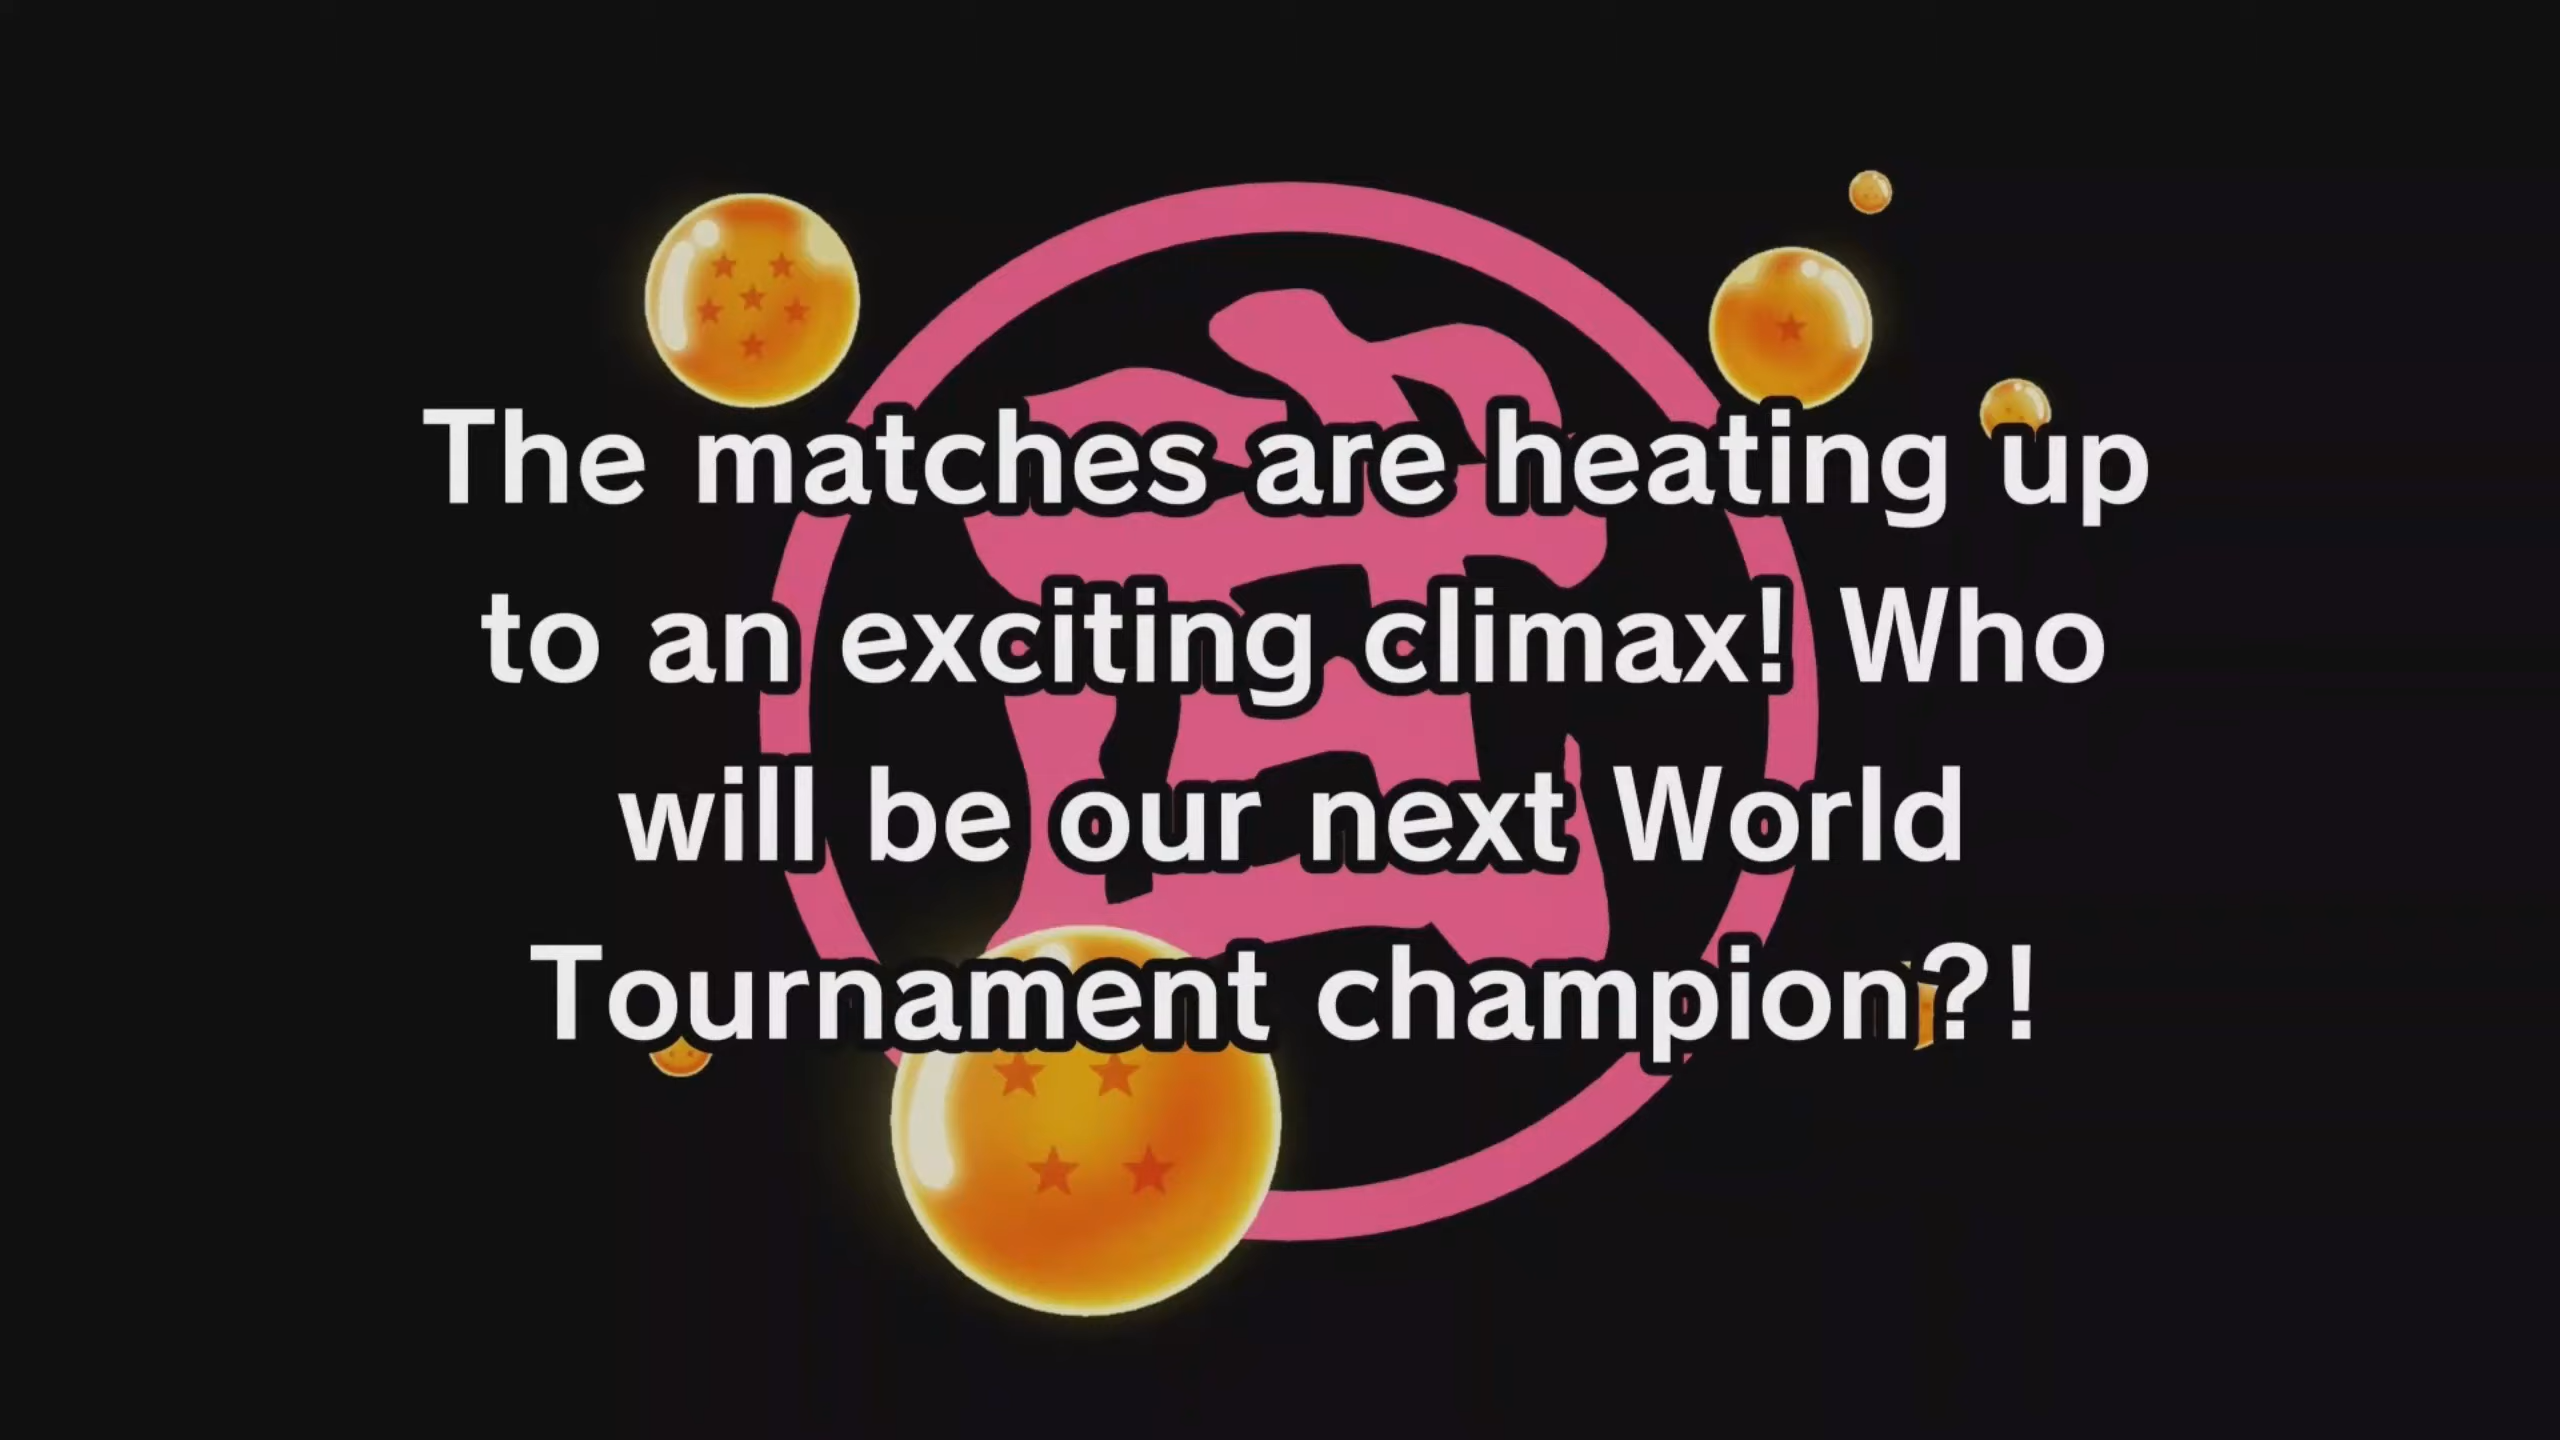 The matches are heating up
to an exciting climax! Who
will be our next World
Tournament champion?!